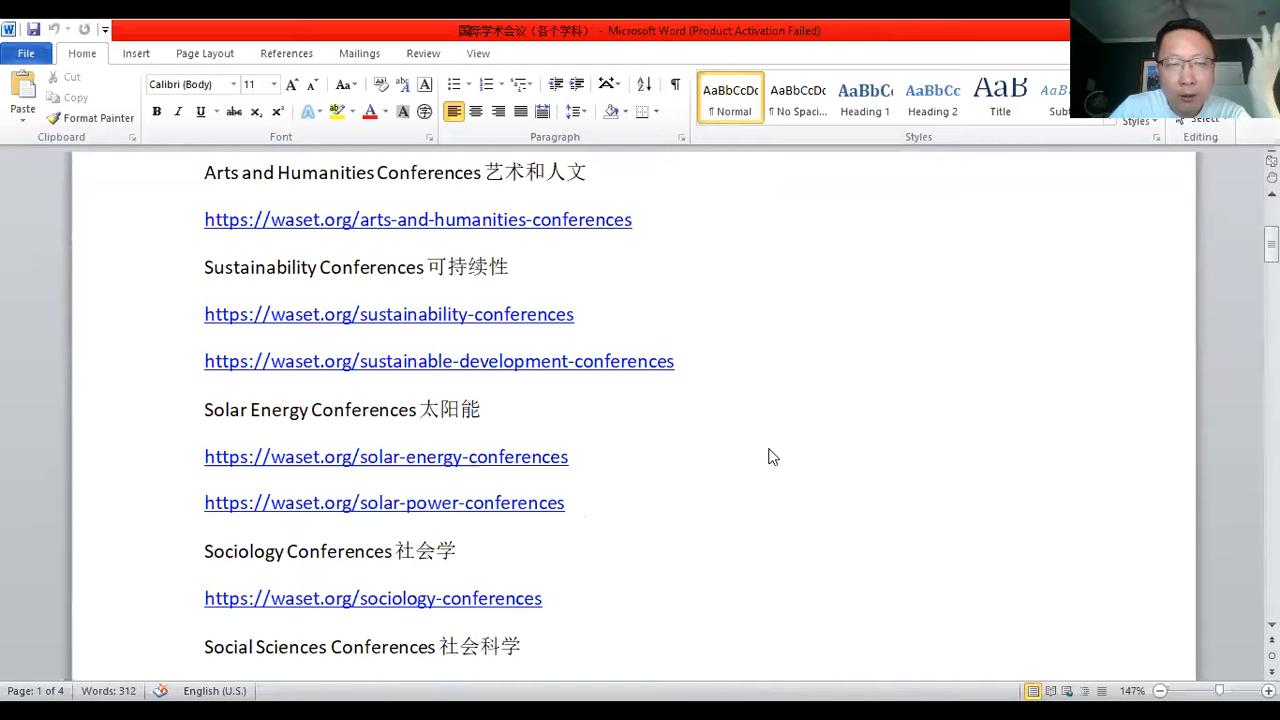 国际学术会议（各个学科） - Microsoft Word (Product Activation Failed)
File Home Insert Page Layout References Mailings Review View
Paste
Cut
Copy
Format Painter
Clipboard
Calibri (Body) 11
Font
Paragraph
AaBbCcDc AaBbCcDc AaBbCc AaBbCc AaB
¶ Normal ¶ No Spaci... Heading 1 Heading 2 Title
Styles
Select
Styles
Editing
Arts and Humanities Conferences 艺术和人文
https://waset.org/arts-and-humanities-conferences
Sustainability Conferences 可持续性
https://waset.org/sustainability-conferences
https://waset.org/sustainable-development-conferences
Solar Energy Conferences 太阳能
https://waset.org/solar-energy-conferences
https://waset.org/solar-power-conferences
Sociology Conferences 社会学
https://waset.org/sociology-conferences
Social Sciences Conferences 社会科学
Page: 1 of 4 Words: 312 English (U.S.) 147%